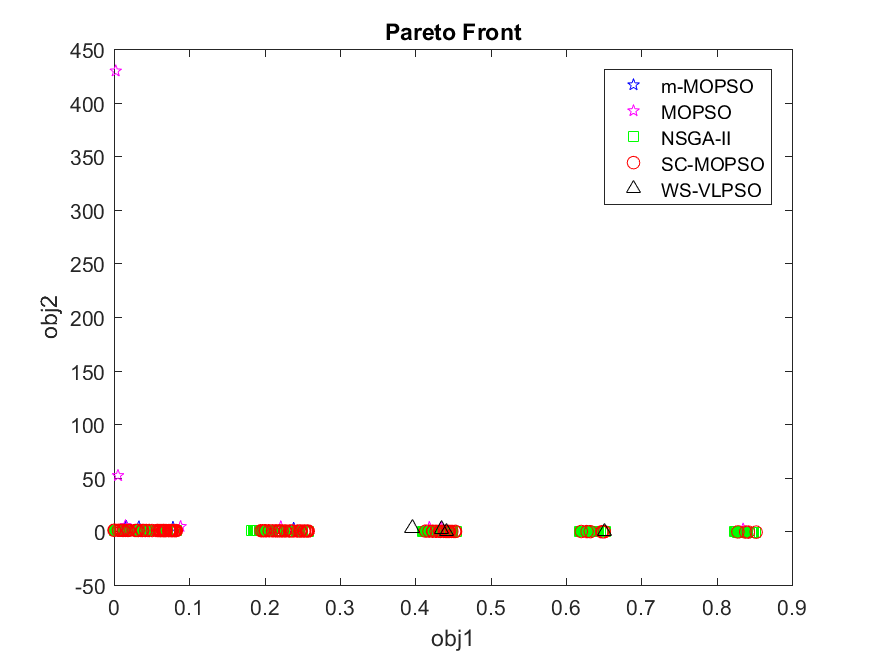 Pareto Front
450
400
350
300
250
200
150
100
50
0
-50
obj2
m-MOPSO
MOPSO
NSGA-II
SC-MOPSO
WS-VLPSO
0 0.1 0.2 0.3 0.4 0.5 0.6 0.7 0.8 0.9
obj1